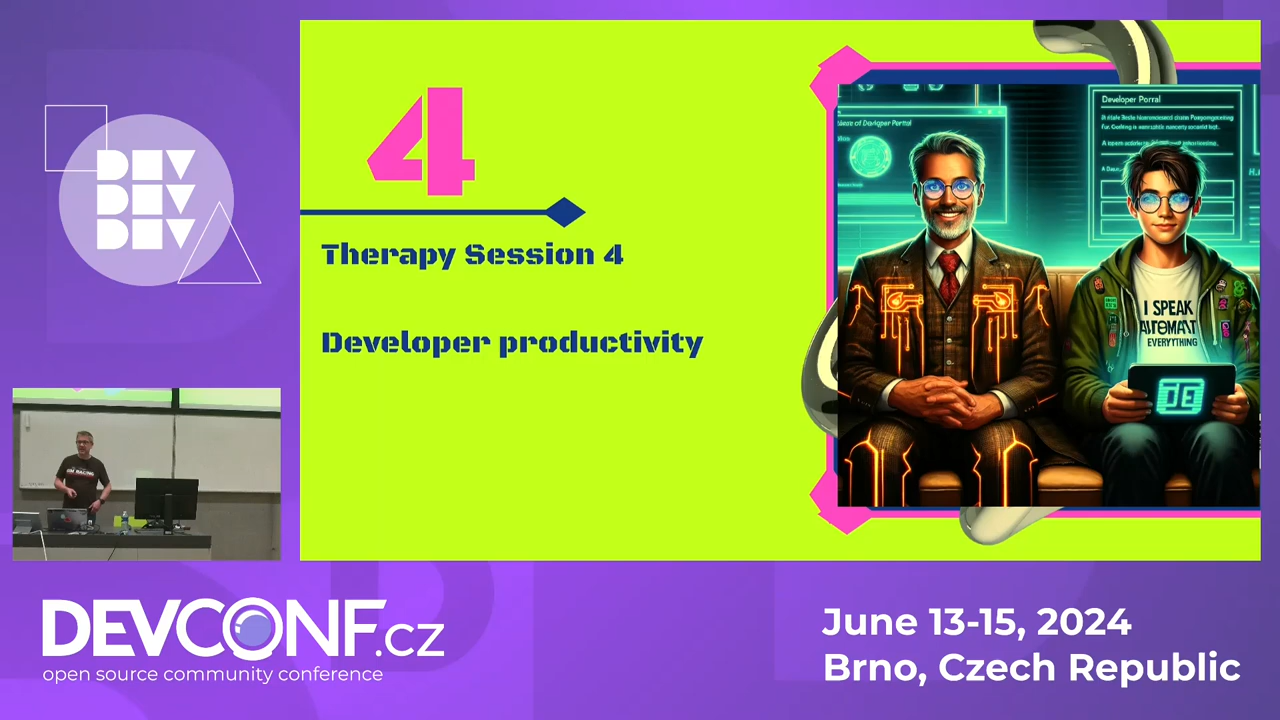 DEV
DEV
DEV
4
Therapy Session 4
Developer productivity
Developer Porral
I SPEAK
EVERYTHING
DEVCONF.CZ
open source community conference
June 13-15, 2024
Brno, Czech Republic